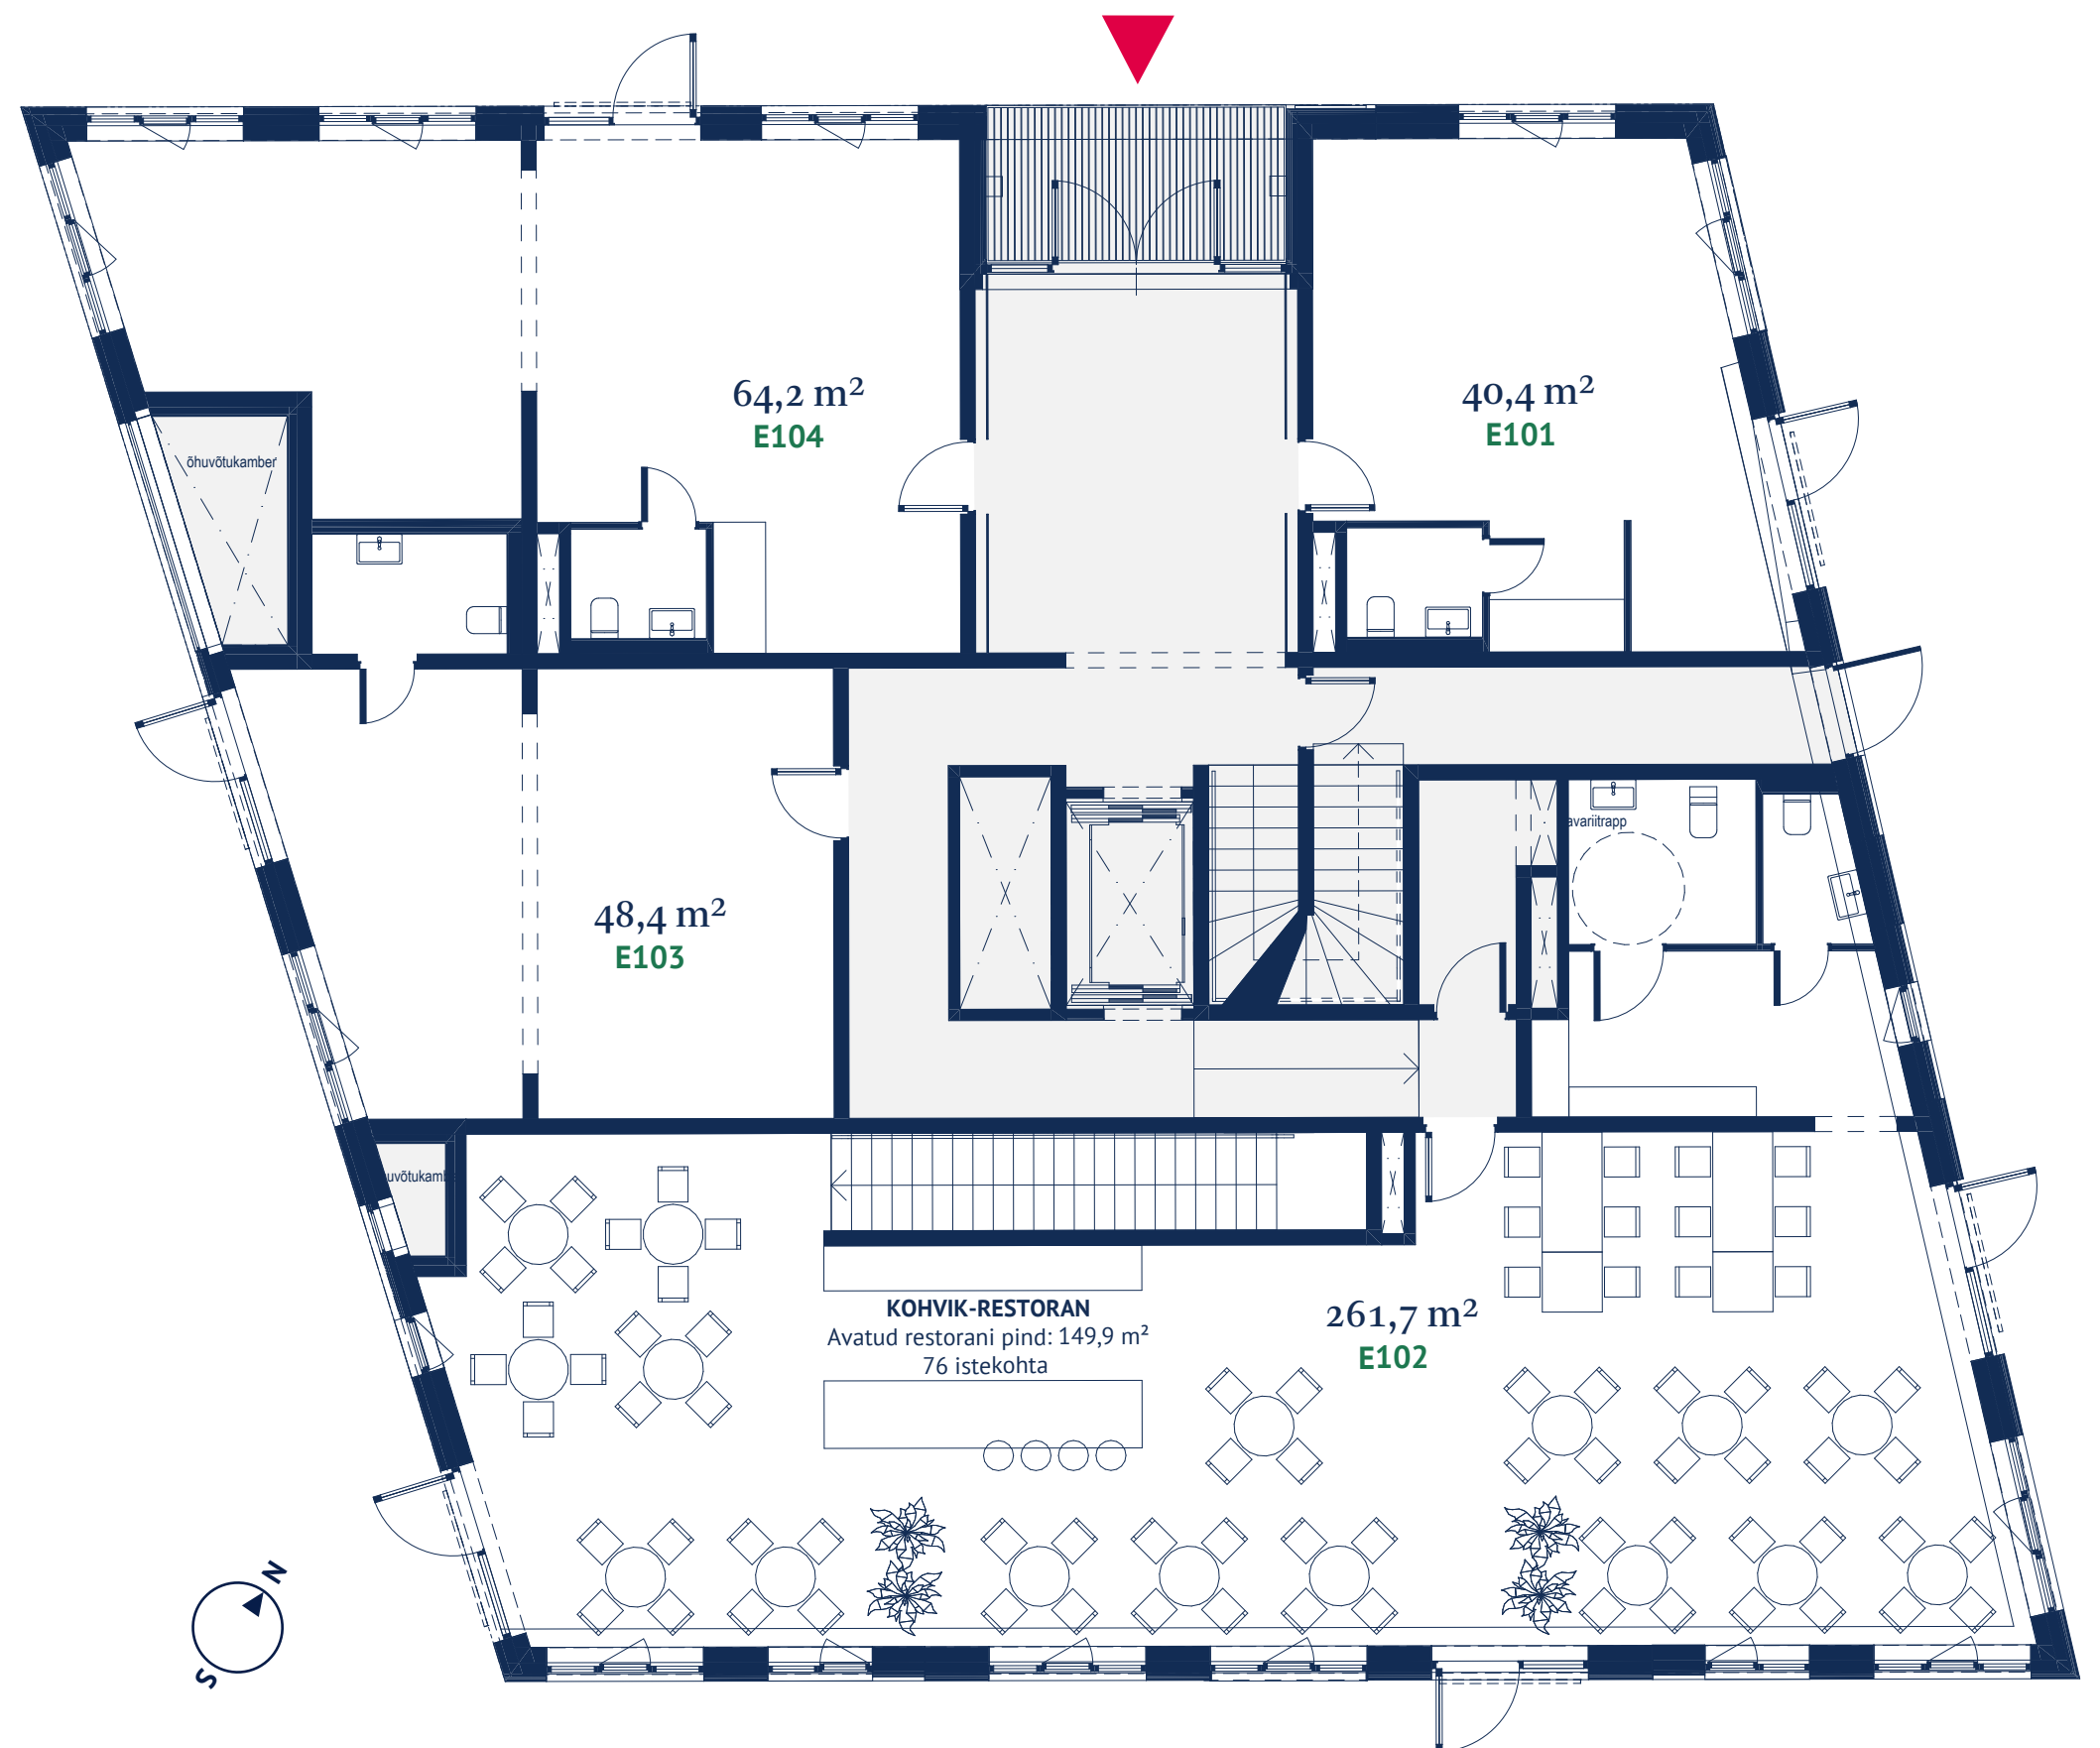 64,2 m²
E104
40,4 m²
E101
õhuvõtukamber
avariitrapp
48,4 m²
E103
uvõtukamb
KOHVIK-RESTORAN
Avatud restorani pind: 149,9 m²
76 istekohta
261,7 m²
E102
N
S